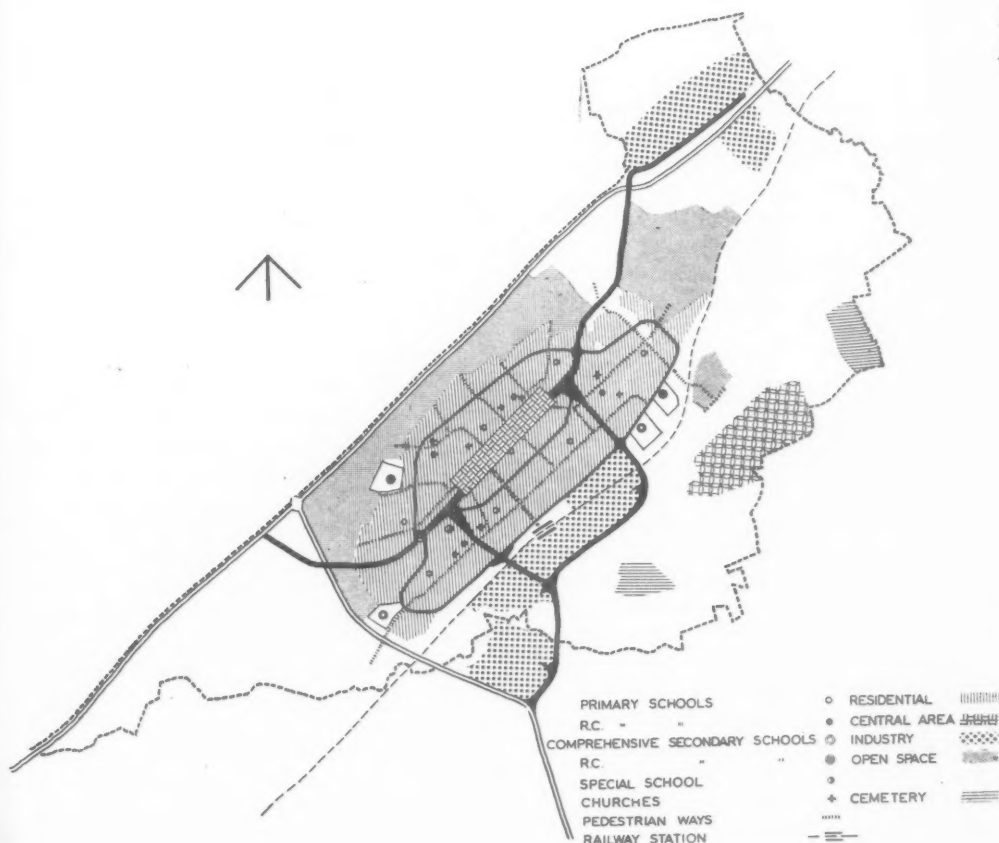 PRIMARY SCHOOLS
R.C. " "
COMPREHENSIVE SECONDARY SCHOOLS
R.C. " "
SPECIAL SCHOOL
CHURCHES
PEDESTRIAN WAYS
RAILWAY STATION
RESIDENTIAL
CENTRAL AREA
INDUSTRY
OPEN SPACE
CEMETERY